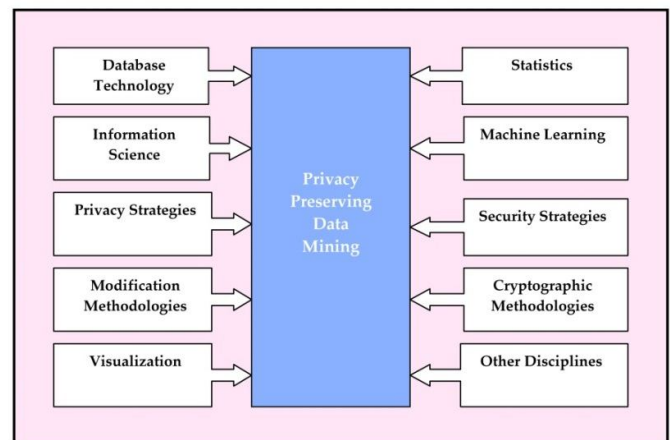 Database
Technology
Information
Science
Privacy Strategies
Modification
Methodologies
Visualization
Privacy
Preserving
Data
Mining
Statistics
Machine Learning
Security Strategies
Cryptographic
Methodologies
Other Disciplines